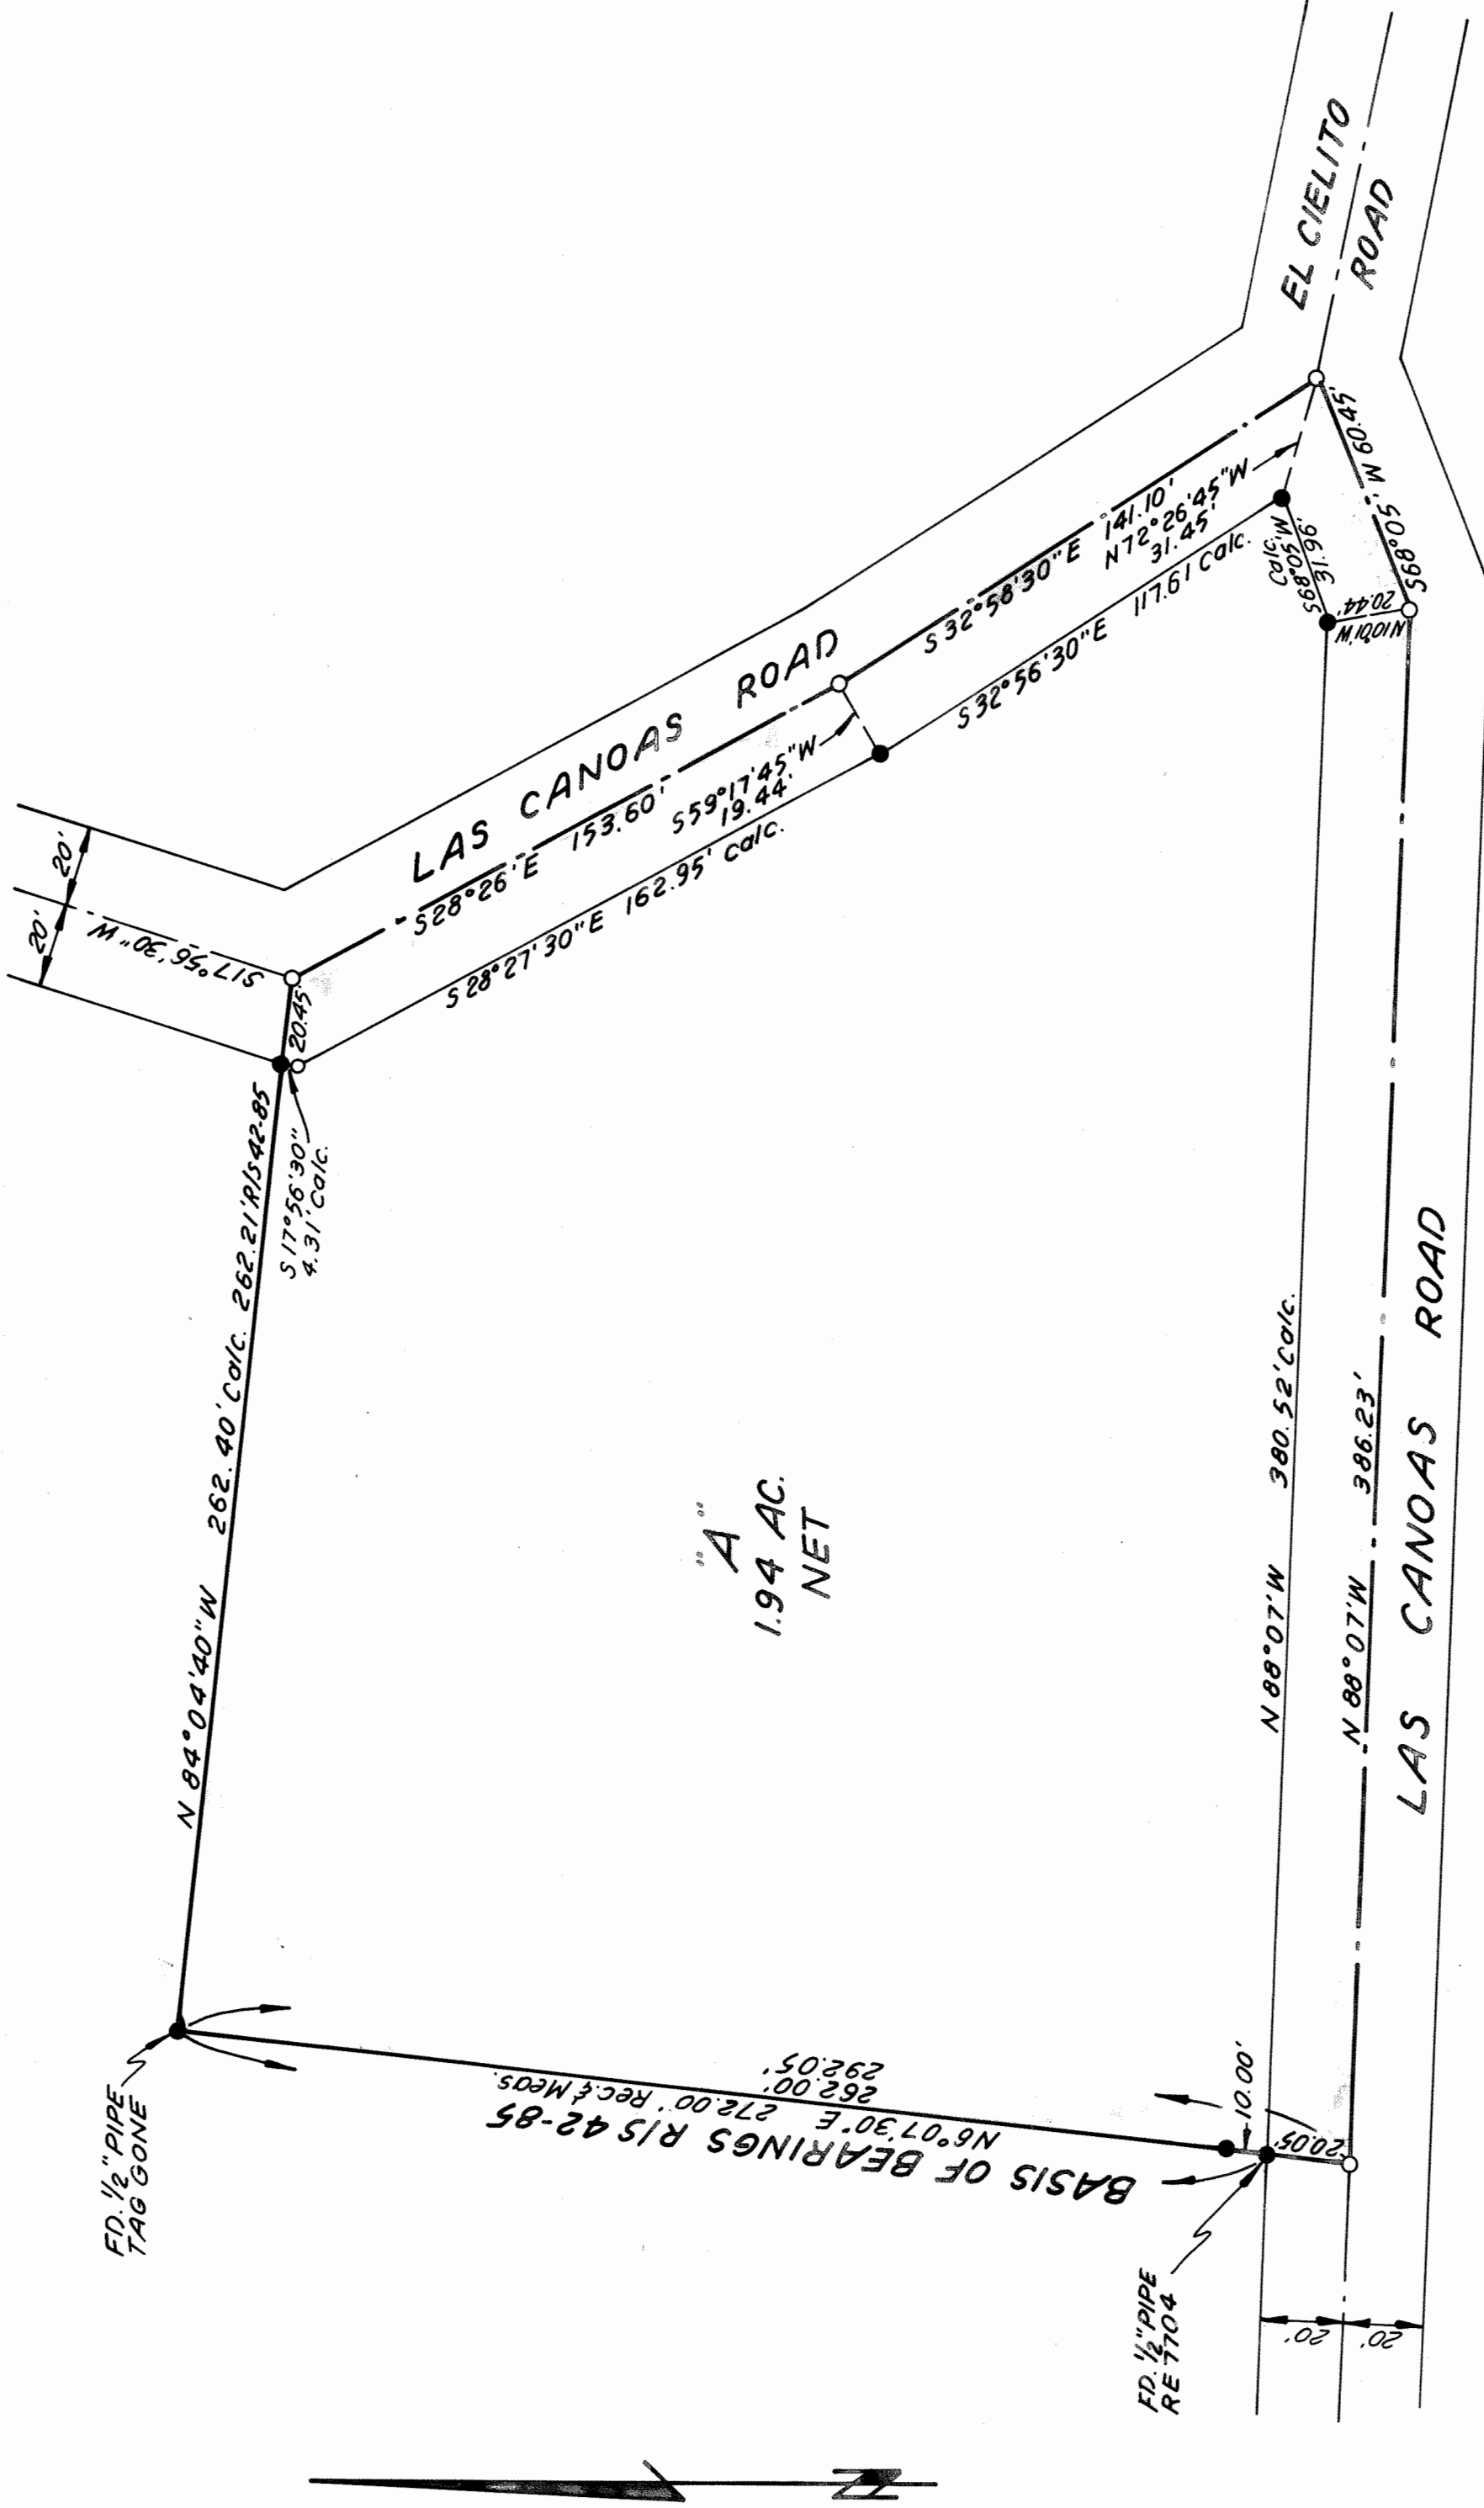 20'
20'
S17°56'30"W
LAS CANOAS ROAD
S28°26'E 153.60'
S59°17'45"W
19.44'
S28°27'30"E 162.95' Calc.
S32°58'30"E 141.10'
N72°26'45"W
31.45'
S32°56'30"E 117.61 Calc.
EL CIELITO
ROAD
Calc.
S68°05'W
31.96'
S68°05'W 60.45'
N10°01'W
20.44'
20.45'
N84°04'40"W 262.40' Calc. 262.21' R/S 42-85
S17°56'30"
4.31' Calc.
"A"
1.94 AC.
NET
N88°07'W 380.52' Calc.
N88°07'W 386.23'
LAS CANOAS ROAD
FD. 1/2" PIPE
TAG GONE
292.05'
262.00'
N6°07'30"E 272.00' Rec. & Meas.
BASIS OF BEARINGS R/S 42-85
10.00'
20.05'
FD. 1/2" PIPE
RE 7704
20'
20'
N